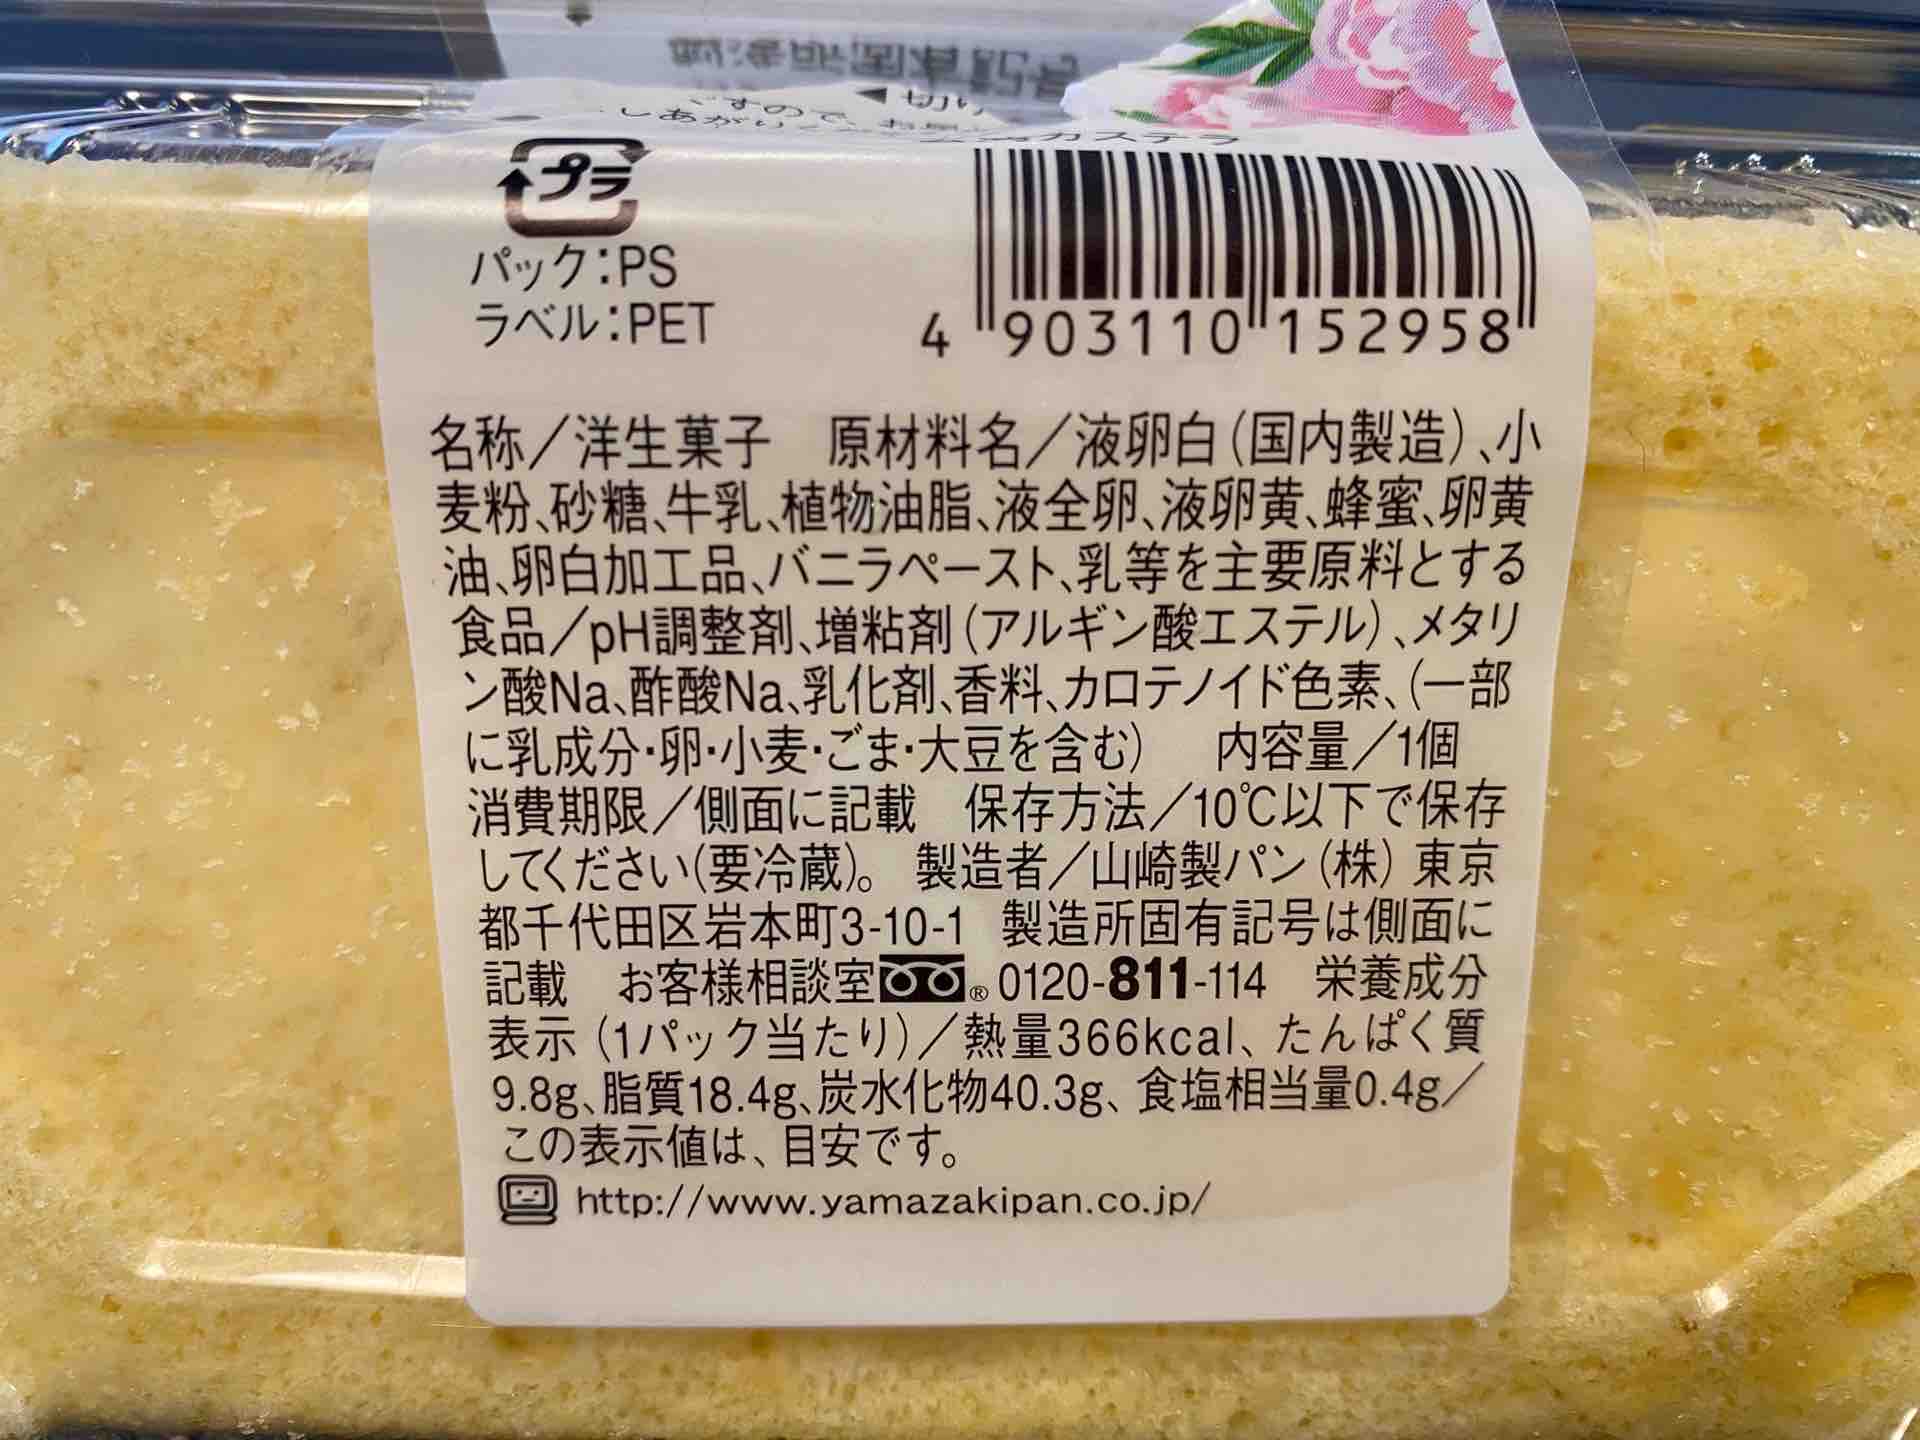 切り
すので
しあがり
カステラ
プラ
パック:PS
ラベル:PET
4 903110 152958
名称/洋生菓子 原材料名/液卵白(国内製造)、小
麦粉、砂糖、牛乳、植物油脂、液全卵、液卵黄、蜂蜜、卵黄
油、卵白加工品、バニラペースト、乳等を主要原料とする
食品/pH調整剤、増粘剤(アルギン酸エステル)、メタリ
ン酸Na、酢酸Na、乳化剤、香料、カロテノイド色素、(一部
に乳成分・卵・小麦・ごま・大豆を含む) 内容量/1個
消費期限/側面に記載 保存方法/10℃以下で保存
してください(要冷蔵)。 製造者/山崎製パン(株) 東京
都千代田区岩本町3-10-1 製造所固有記号は側面に
記載 お客様相談室® 0120-811-114 栄養成分
表示(1パック当たり)/熱量366kcal、たんぱく質
9.8g、脂質18.4g、炭水化物40.3g、食塩相当量0.4g/
この表示値は、目安です。
http://www.yamazakipan.co.jp/